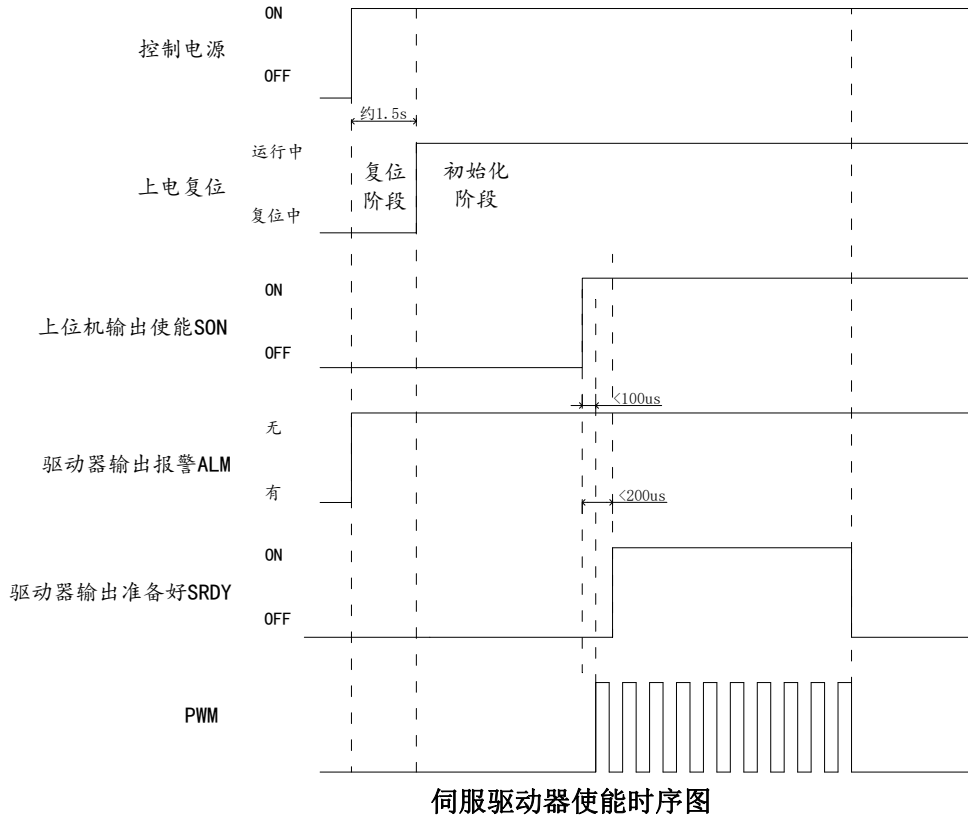 ON
控制电源
OFF
约1.5s
运行中
上电复位
复位中
复位
阶段
初始化
阶段
ON
上位机输出使能SON
OFF
<100us
无
驱动器输出报警ALM
有
<200us
ON
驱动器输出准备好SRDY
OFF
PWM
伺服驱动器使能时序图